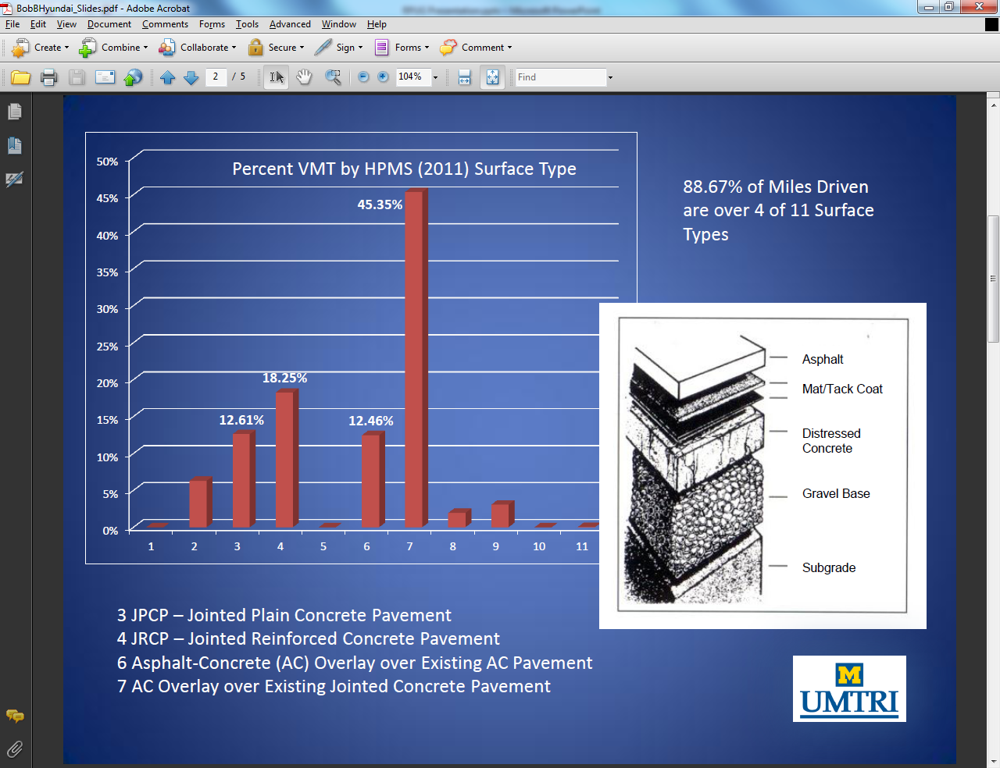 BobBHyundai_Slides.pdf - Adobe Acrobat
File Edit View Document Comments Forms Tools Advanced Window Help
Create Combine Collaborate Secure Sign Forms Comment
2 / 5 104% Find
Percent VMT by HPMS (2011) Surface Type
50%
45%
40%
35%
30%
25%
20%
15%
10%
5%
0%
45.35%
18.25%
12.61%
12.46%
1 2 3 4 5 6 7 8 9 10 11
88.67% of Miles Driven
are over 4 of 11 Surface
Types
Asphalt
Mat/Tack Coat
Distressed
Concrete
Gravel Base
Subgrade
3 JPCP – Jointed Plain Concrete Pavement
4 JRCP – Jointed Reinforced Concrete Pavement
6 Asphalt-Concrete (AC) Overlay over Existing AC Pavement
7 AC Overlay over Existing Jointed Concrete Pavement
M
UMTRI